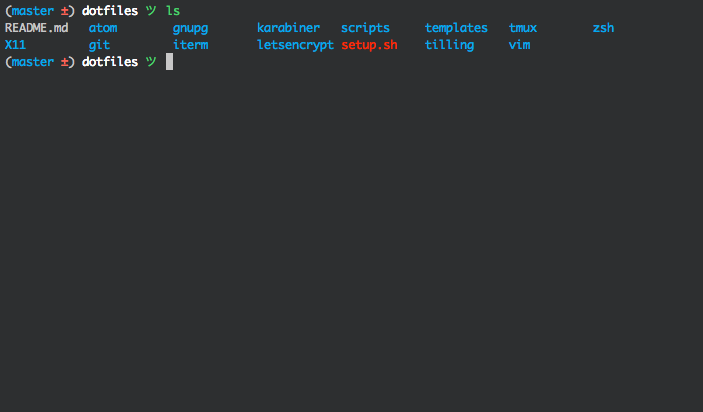 (master ±) dotfiles ツ ls
README.md atom gnupg karabiner scripts templates tmux zsh
X11 git iterm letsencrypt setup.sh tilling vim
(master ±) dotfiles ツ